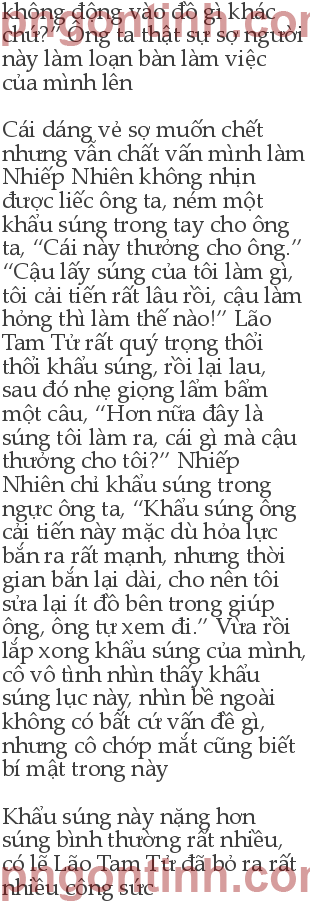 không động vào đồ gì khác
chứ?” Ông ta thật sự sợ người
này làm loạn bàn làm việc
của mình lên
Cái dáng vẻ sợ muốn chết
nhưng vẫn chất vấn mình làm
Nhiếp Nhiên không nhịn
được liếc ông ta, ném một
khẩu súng trong tay cho ông
ta, “Cái này thưởng cho ông.”
“Cậu lấy súng của tôi làm gì,
tôi cải tiến rất lâu rồi, cậu làm
hỏng thì làm thế nào!” Lão
Tam Tử rất quý trọng thổi
thổi khẩu súng, rồi lại lau,
sau đó nhẹ giọng lẩm bẩm
một câu, “Hơn nữa đây là
súng tôi làm ra, cái gì mà cậu
thưởng cho tôi?” Nhiếp
Nhiên chỉ khẩu súng trong
ngực ông ta, “Khẩu súng ông
cải tiến này mặc dù hỏa lực
bắn ra rất mạnh, nhưng thời
gian bắn lại dài, cho nên tôi
sửa lại ít đồ bên trong giúp
ông, ông tự xem đi.” Vừa rồi
lắp xong khẩu súng của mình,
cô vô tình nhìn thấy khẩu
súng lục này, nhìn bề ngoài
không có bất cứ vấn đề gì,
nhưng cô chớp mắt cũng biết
bí mật trong này
Khẩu súng này nặng hơn
súng bình thường rất nhiều,
có lẽ Lão Tam Tử đã bỏ ra rất
nhiều công sức
pngontinh.com
pngontinh.com